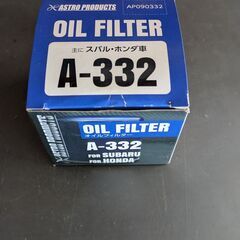 ASTRO PRODUCTS
AP090332
OIL FILTER
主に スバル・ホンダ車
A-332
OIL FILTER
オイルフィルター
A-332
FOR SUBARU
FOR HONDA